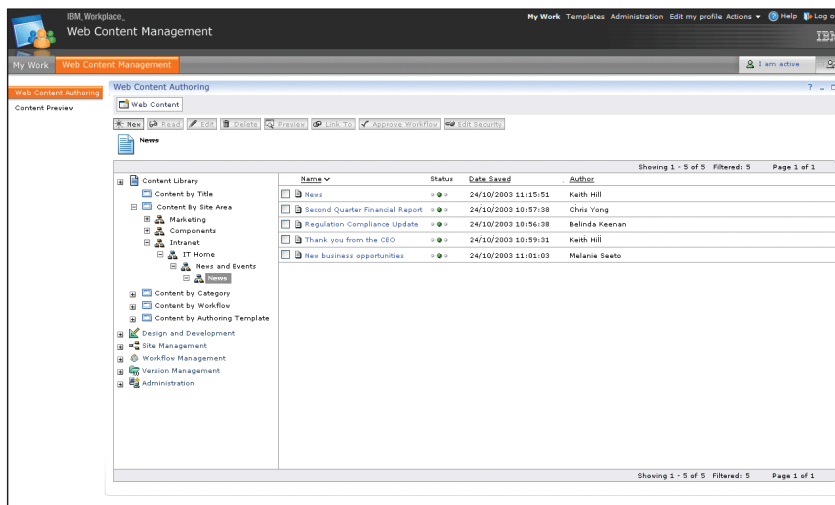 IBM. Workplace_
Web Content Management
My Work Templates Administration Edit my profile Actions Help Log o
IBM
My Work Web Content Management I am active
Web Content Authoring
Content Preview
Web Content Authoring ?
Web Content
New Read Edit Delete Preview Link To Approve Workflow Edit Security
News
Showing 1 - 5 of 5 Filtered: 5 Page 1 of 1
Content Library
Content by Title
Content By Site Area
Marketing
Components
Intranet
IT Home
News and Events
News
Content by Category
Content by Workflow
Content by Authoring Template
Design and Development
Site Management
Workflow Management
Version Management
Administration
Name Status Date Saved Author
News 24/10/2003 11:15:51 Keith Hill
Second Quarter Financial Report 24/10/2003 10:57:38 Chris Yong
Regulation Compliance Update 24/10/2003 10:56:38 Belinda Keenan
Thank you from the CEO 24/10/2003 10:59:31 Keith Hill
New business opportunities 24/10/2003 11:01:03 Melanie Seeto
Showing 1 - 5 of 5 Filtered: 5 Page 1 of 1